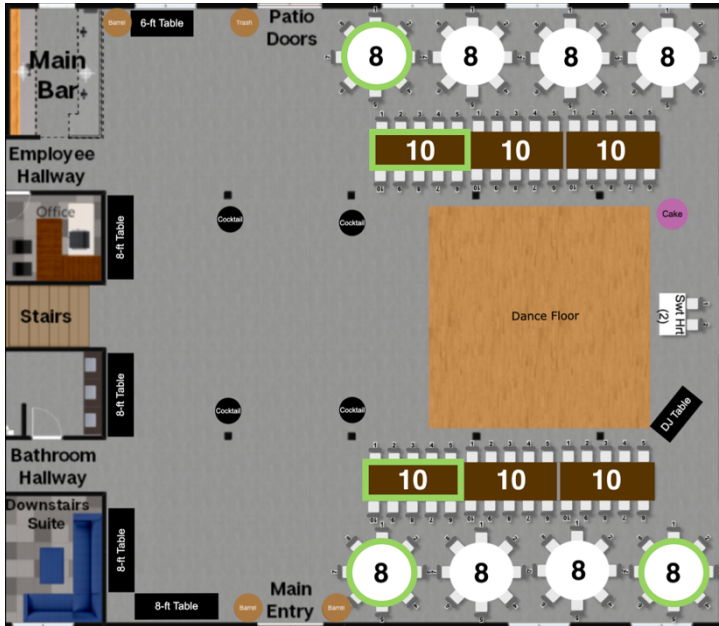 Barrel
6-ft Table
Trash
Patio
Doors
8
8
8
8
Main
Bar
10
10
10
Employee
Hallway
Office
8-ft Table
Cocktail
Cocktail
Cake
Stairs
Dance Floor
Swt Hrt
(2)
8-ft Table
Cocktail
Cocktail
DJ Table
Bathroom
Hallway
10
10
10
Downstairs
Suite
8-ft Table
8
8
8
8
8-ft Table
Barrel
Main
Entry
Barrel